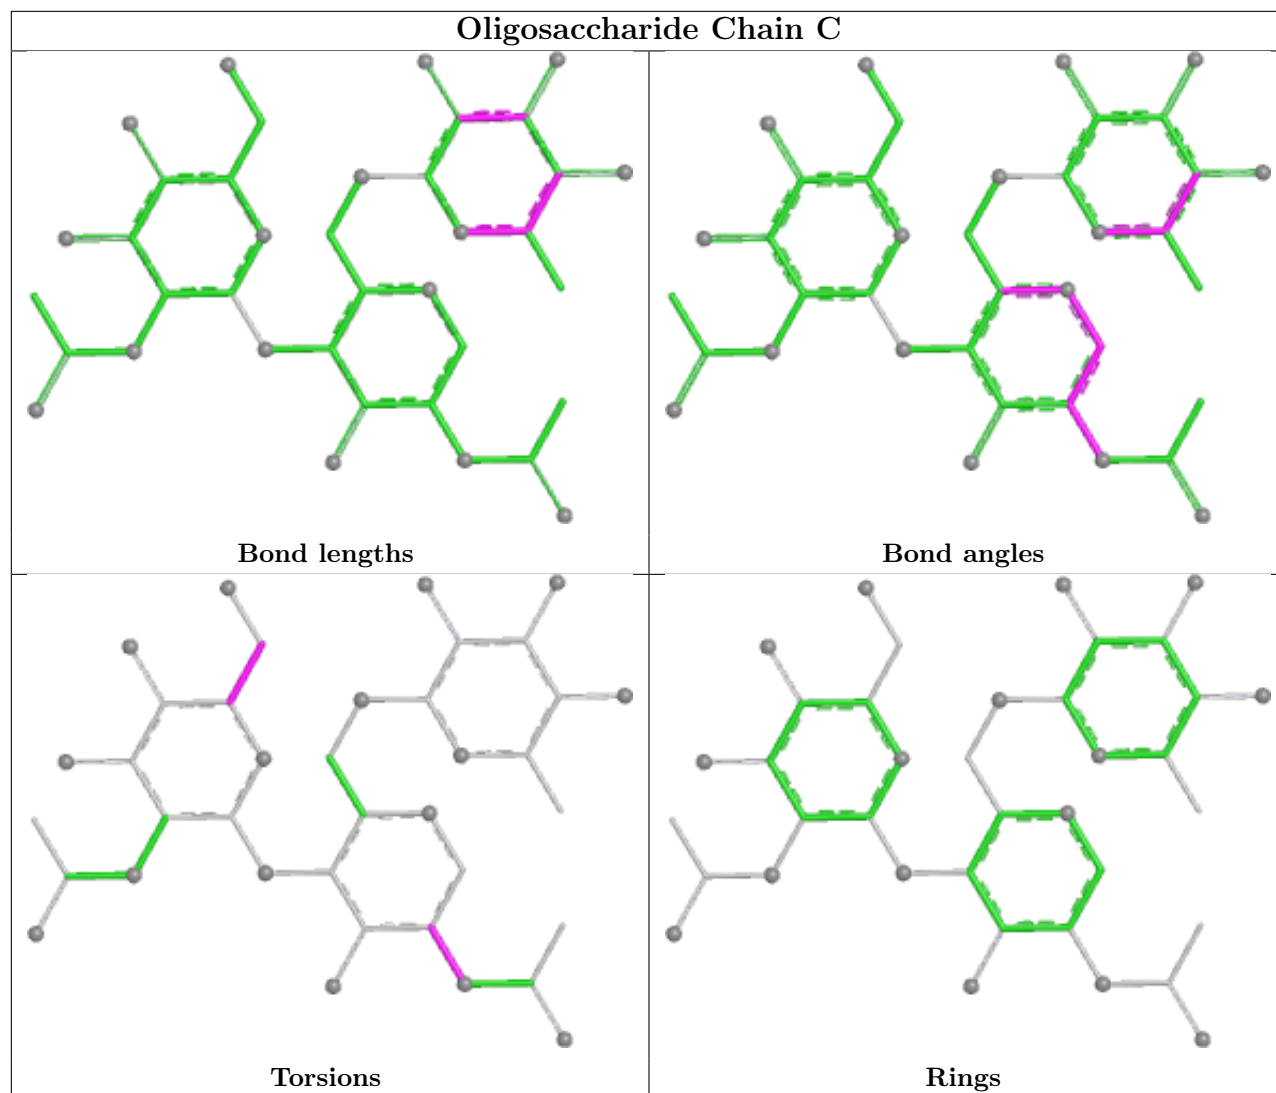 Oligosaccharide Chain C
Bond lengths
Bond angles
Torsions
Rings